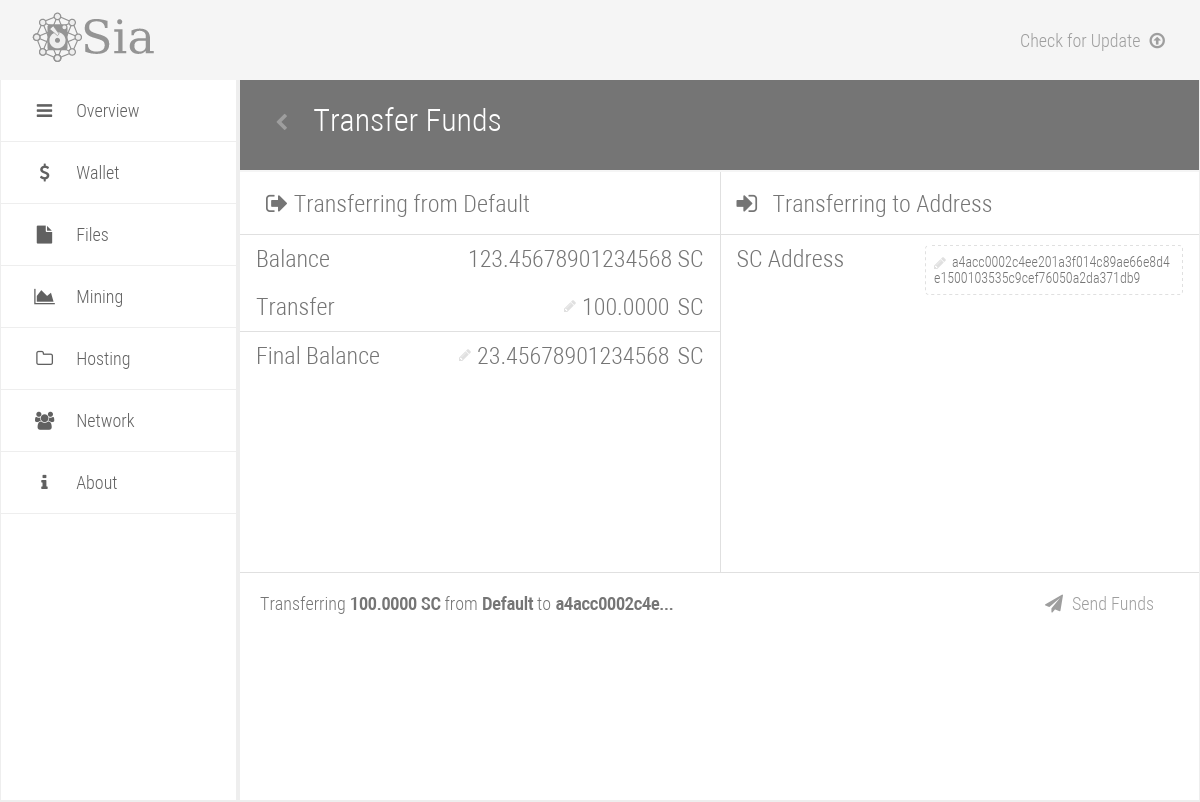 Sia
Check for Update
Overview
Wallet
Files
Mining
Hosting
Network
About
Transfer Funds
Transferring from Default
Balance 123.45678901234568 SC
Transfer 100.0000 SC
Final Balance 23.45678901234568 SC
Transferring to Address
SC Address
a4acc0002c4ee201a3f014c89ae66e8d4
e1500103535c9cef76050a2da371db9
Transferring 100.0000 SC from Default to a4acc0002c4e...
Send Funds